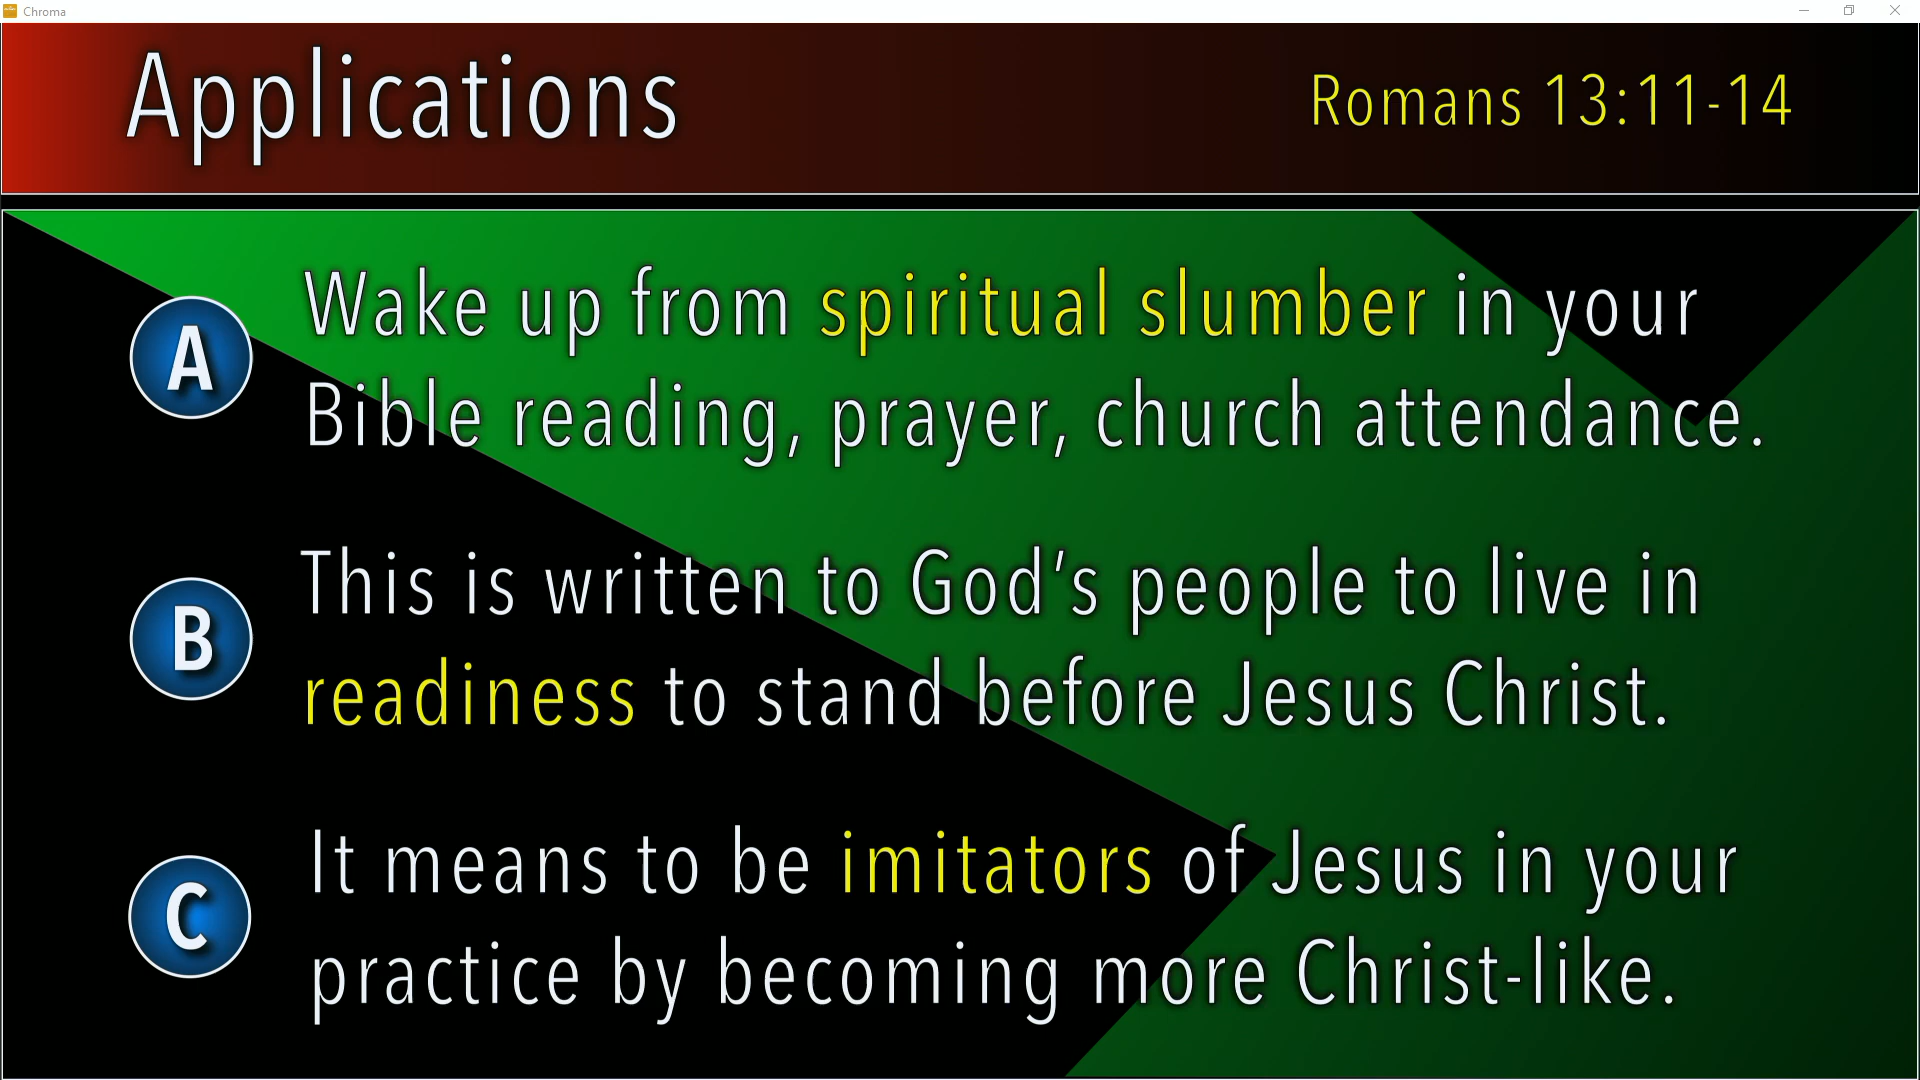 Chroma
Applications
Romans 13:11-14
A
Wake up from spiritual slumber in your
Bible reading, prayer, church attendance.
B
This is written to God’s people to live in
readiness to stand before Jesus Christ.
C
It means to be imitators of Jesus in your
practice by becoming more Christ-like.